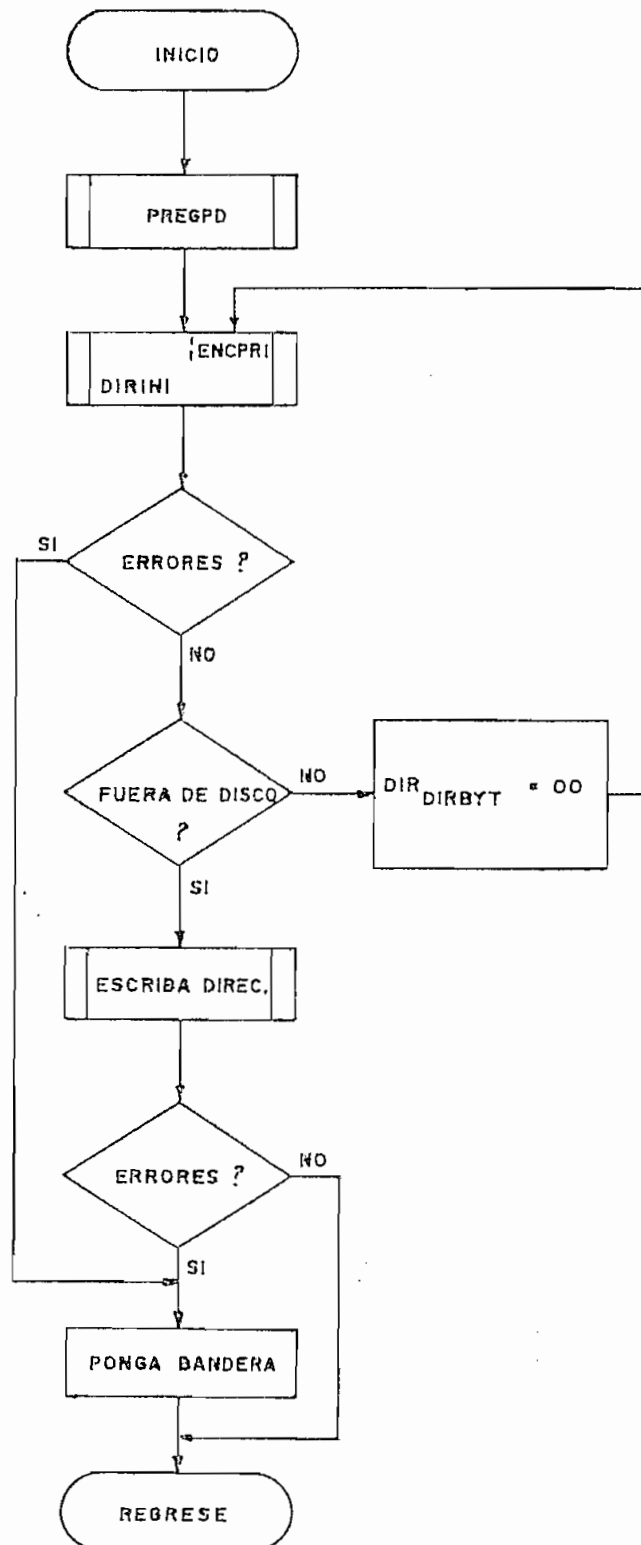 INICIO
PREGPD
ENCPRI
DIRINI
ERRORES ?
SI
NO
FUERA DE DISCO
?
NO
DIR DIRBYT = 00
SI
ESCRIBA DIREC.
ERRORES ?
NO
SI
PONGA BANDERA
REGRESE